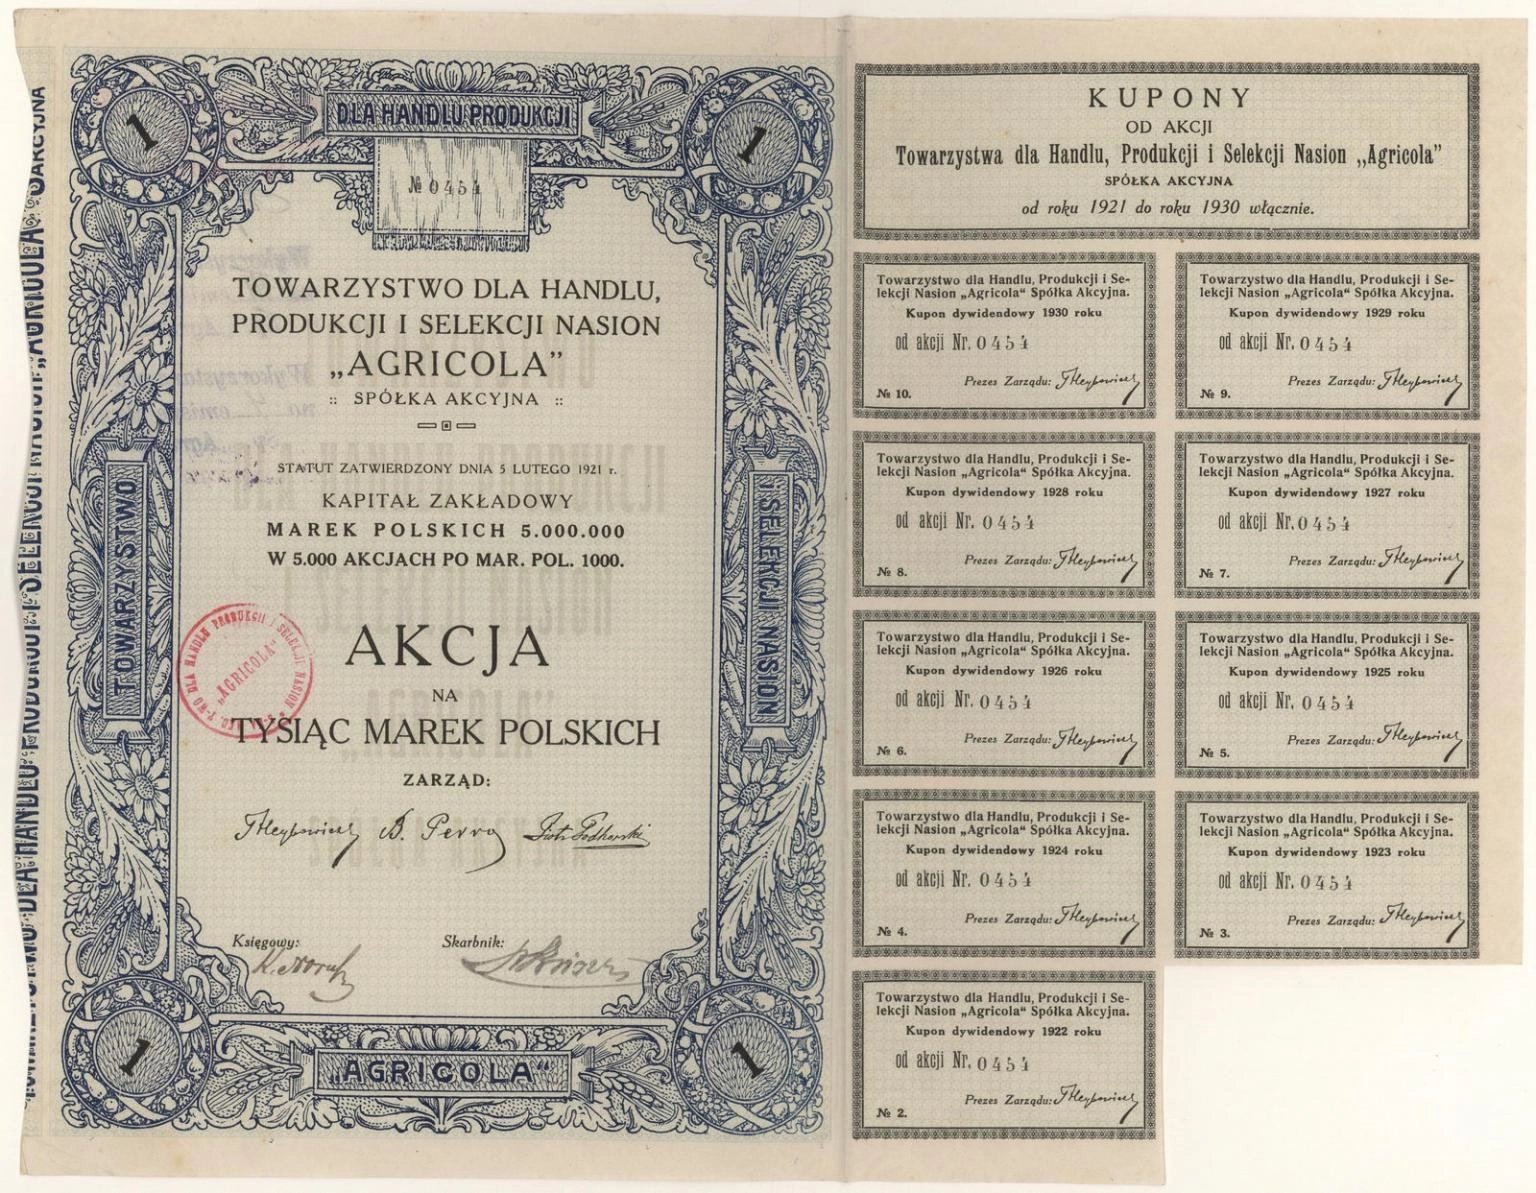 DLA HANDLU PRODUKCJI
1
1
№ 0454
TOWARZYSTWO DLA HANDLU,
PRODUKCJI I SELEKCJI NASION
„AGRICOLA”
:: SPÓŁKA AKCYJNA ::
STATUT ZATWIERDZONY DNIA 5 LUTEGO 1921 r.
KAPITAŁ ZAKŁADOWY
MAREK POLSKICH 5.000.000
W 5.000 AKCJACH PO MAR. POL. 1000.
TOWARZYSTWO
I SELEKCJI NASION
AKCJA
NA
TYSIĄC MAREK POLSKICH
ZARZĄD:
B. Perro
Księgowy:
Skarbnik:
1
1
„AGRICOLA”
T-WO DLA HANDLU PRODUKCJI I SELEKCJI NASION
„AGRICOLA”
KUPONY
OD AKCJI
Towarzystwa dla Handlu, Produkcji i Selekcji Nasion „Agricola”
SPÓŁKA AKCYJNA
od roku 1921 do roku 1930 włącznie.
Towarzystwo dla Handlu, Produkcji i Se-
lekcji Nasion „Agricola“ Spółka Akcyjna.
Kupon dywidendowy 1930 roku
od akcji Nr. 0454
Prezes Zarządu:
№ 10.
Towarzystwo dla Handlu, Produkcji i Se-
lekcji Nasion „Agricola“ Spółka Akcyjna.
Kupon dywidendowy 1929 roku
od akcji Nr. 0454
Prezes Zarządu:
№ 9.
Towarzystwo dla Handlu, Produkcji i Se-
lekcji Nasion „Agricola“ Spółka Akcyjna.
Kupon dywidendowy 1928 roku
od akcji Nr. 0454
Prezes Zarządu:
№ 8.
Towarzystwo dla Handlu, Produkcji i Se-
lekcji Nasion „Agricola“ Spółka Akcyjna.
Kupon dywidendowy 1927 roku
od akcji Nr. 0454
Prezes Zarządu:
№ 7.
Towarzystwo dla Handlu, Produkcji i Se-
lekcji Nasion „Agricola“ Spółka Akcyjna.
Kupon dywidendowy 1926 roku
od akcji Nr. 0454
Prezes Zarządu:
№ 6.
Towarzystwo dla Handlu, Produkcji i Se-
lekcji Nasion „Agricola“ Spółka Akcyjna.
Kupon dywidendowy 1925 roku
od akcji Nr. 0454
Prezes Zarządu:
№ 5.
Towarzystwo dla Handlu, Produkcji i Se-
lekcji Nasion „Agricola“ Spółka Akcyjna.
Kupon dywidendowy 1924 roku
od akcji Nr. 0454
Prezes Zarządu:
№ 4.
Towarzystwo dla Handlu, Produkcji i Se-
lekcji Nasion „Agricola“ Spółka Akcyjna.
Kupon dywidendowy 1923 roku
od akcji Nr. 0454
Prezes Zarządu:
№ 3.
Towarzystwo dla Handlu, Produkcji i Se-
lekcji Nasion „Agricola“ Spółka Akcyjna.
Kupon dywidendowy 1922 roku
od akcji Nr. 0454
Prezes Zarządu:
№ 2.